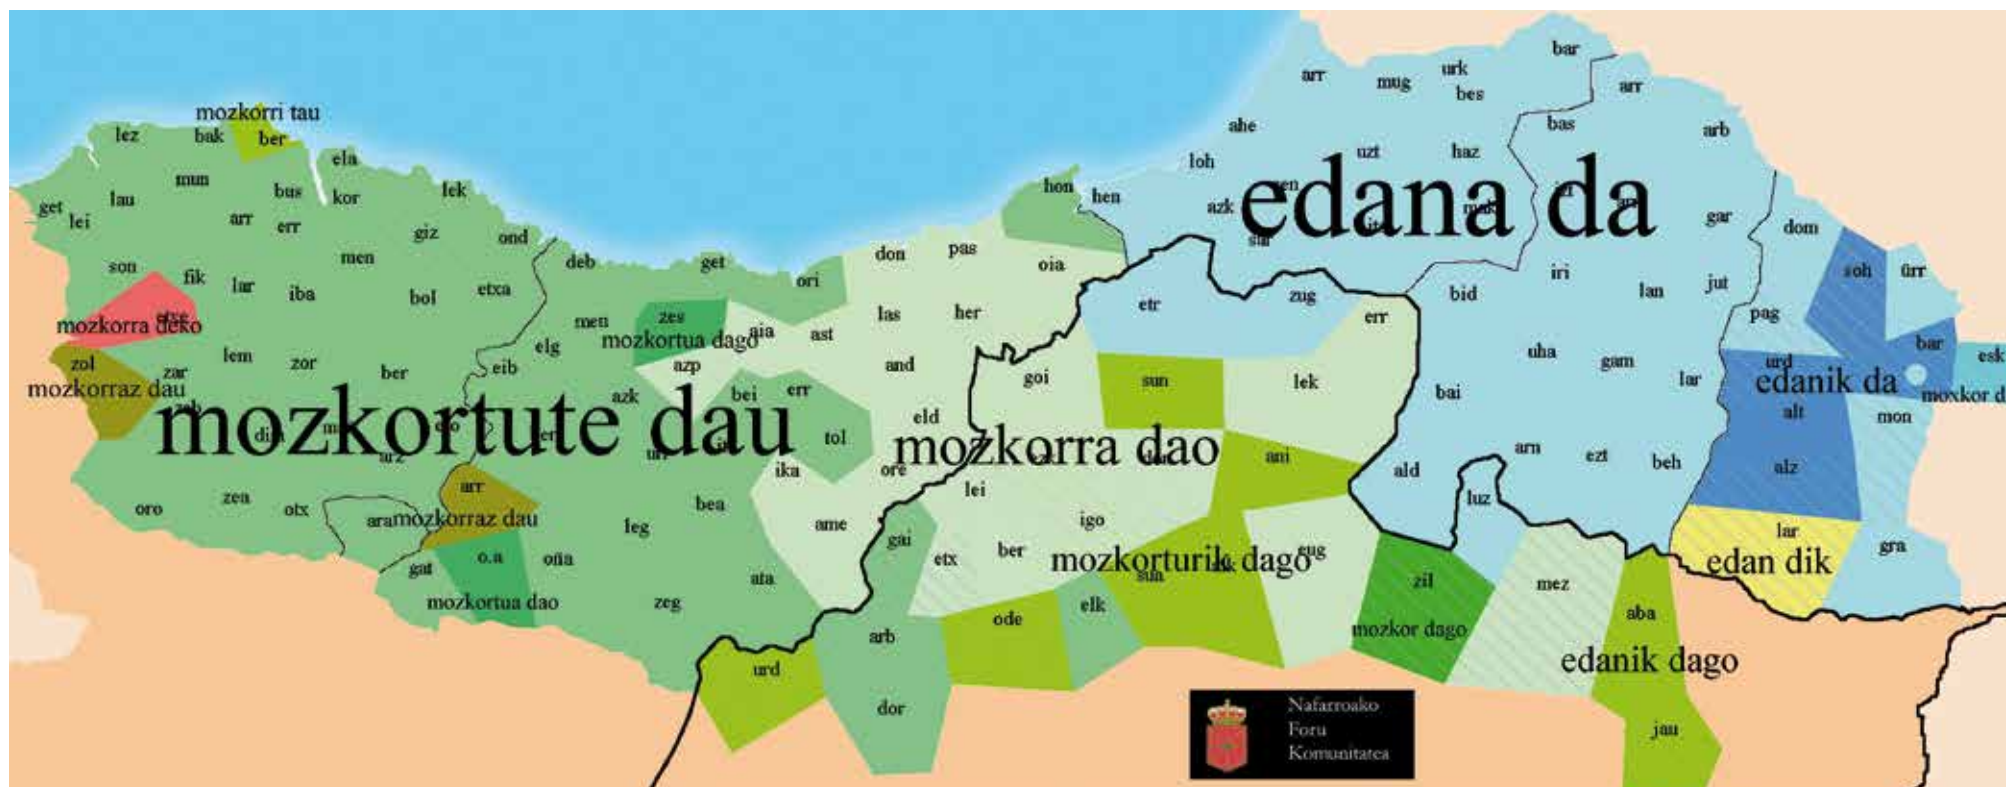 bar
arr mug urk
bes
arr
mozkorri tau
lez bak ber
ahe bas arb
ela
loh uzt haz
mun
bus kor lek
hon hen
lau
get lei
arr err
giz ond
azk
edana da
gar
dom
don pas
oia
son
fik lar iba
men
bol etxa
deb get ori
etr zug
bid iri lan jut
soh ürr
mozkorra deko
men zes
mozkortua dago
aia ast las her
err
pag
zol
mozkorraz dau
zar lem zor ber
eib elg
azp and
goi sun lek
uha gam lar bai
urd bar esk
edanik da
moxkor d
azk bei err eld
alt mon
mozkortute dau
tol
mozkorra dao
ika ore
ani
ald arn ezt beh alz
oro zea otx
ara
arr
mozkorraz dau
leg bea ame
gai
lei igo
luz
lar
edan dik
gra
gat o.a oña
mozkortua dao
zeg ata
etx ber
mozkorturik dago
eug
zil
mozkor dago
mez
aba
edanik dago
arb ode elk
urd dor
jau
Nafarroako
Foru
Komunitatea